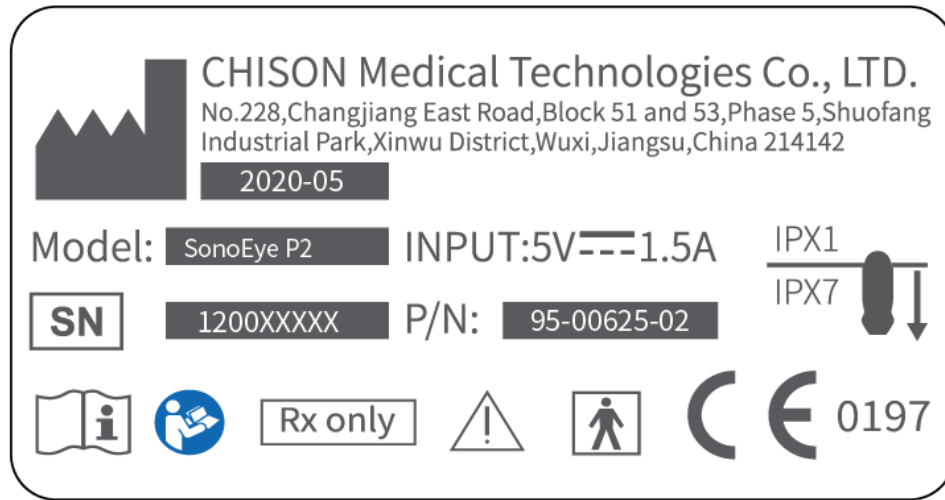 CHISON Medical Technologies Co., LTD.
No.228,Changjiang East Road,Block 51 and 53,Phase 5,Shuofang
Industrial Park,Xinwu District,Wuxi,Jiangsu,China 214142
2020-05
Model: SonoEye P2 INPUT:5V⎓1.5A
IPX1
IPX7
SN 1200XXXXX P/N: 95-00625-02
i
Rx only
!
CE 0197